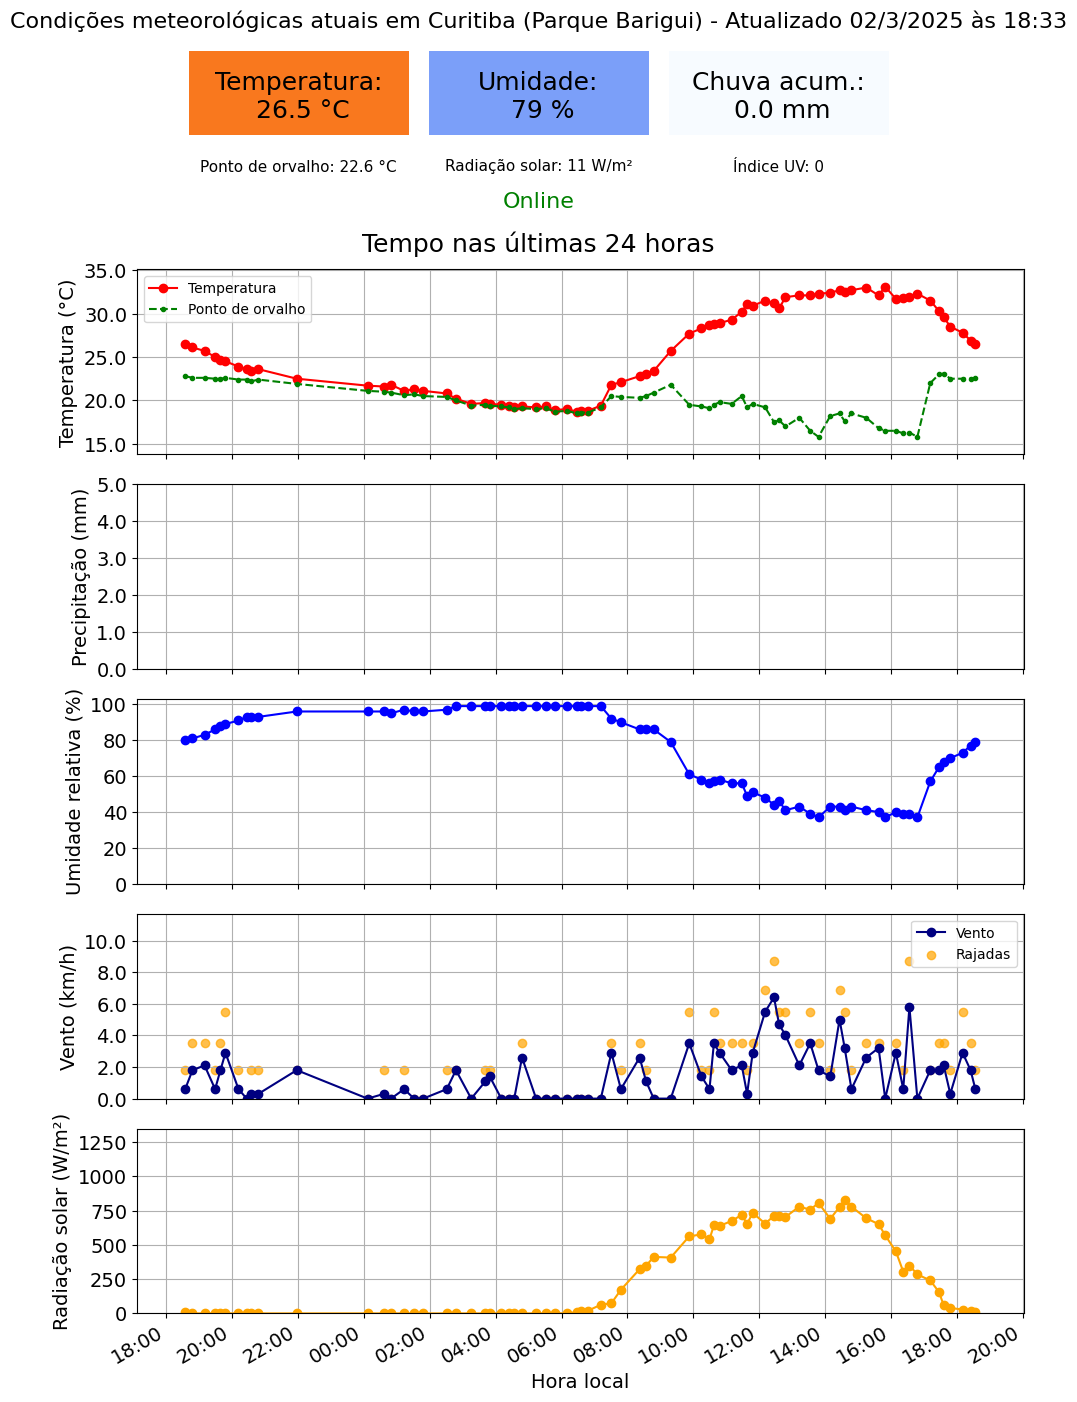 Condições meteorológicas atuais em Curitiba (Parque Barigui) - Atualizado 02/3/2025 às 18:33
Temperatura:
26.5 °C
Umidade:
79 %
Chuva acum.:
0.0 mm
Ponto de orvalho: 22.6 °C
Radiação solar: 11 W/m²
Índice UV: 0
Online
Tempo nas últimas 24 horas
Temperatura (°C)
35.0
30.0
25.0
20.0
15.0
Temperatura
Ponto de orvalho
Precipitação (mm)
5.0
4.0
3.0
2.0
1.0
0.0
Umidade relativa (%)
100
80
60
40
20
0
Vento (km/h)
10.0
8.0
6.0
4.0
2.0
0.0
Vento
Rajadas
Radiação solar (W/m²)
1250
1000
750
500
250
0
18:00
20:00
22:00
00:00
02:00
04:00
06:00
08:00
10:00
12:00
14:00
16:00
18:00
20:00
Hora local